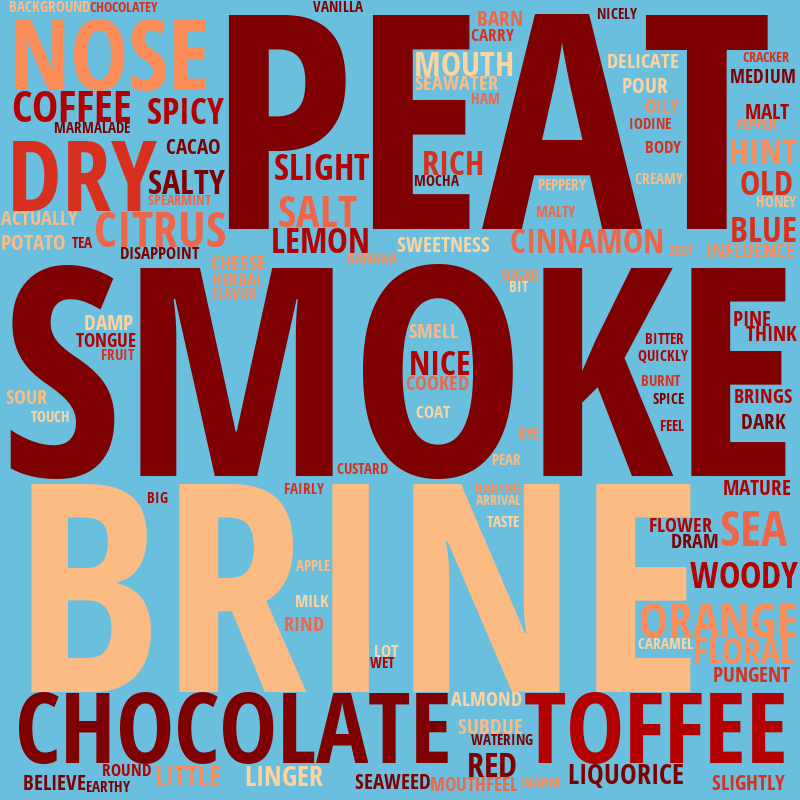 BACKGROUND
CHOCOLATEY
VANILLA
NICELY
BARN
CARRY
NOSE
PEAT
MOUTH
SEAWATER
HAM
DELICATE
CRACKER
MEDIUM
POUR
OILY
MALT
PEPPER
IODINE
COFFEE
SPICY
MARMALADE
CACAO
DRY
SALTY
SPEARMINT
SLIGHT
RICH
MOCHA
BODY
HINT
PEPPERY
CREAMY
OLD
HONEY
SALT
MALTY
ACTUALLY
CITRUS
BLUE
POTATO
TEA
LEMON
SWEETNESS
CINNAMON
ZEST
INFLUENCE
DISAPPOINT
BANANA
CHEESE
HERBAL
FLAVOR
SUGAR
BIT
SMOKE
DAMP
TONGUE
FRUIT
SMELL
NICE
COOKED
PINE
THINK
BITTER
QUICKLY
BURNT
SPICE
BRINGS
SOUR
TOUCH
COAT
DARK
FEEL
RYE
PEAR
CUSTARD
BIG
FAIRLY
ARRIVAL
MATURE
BRINE
TASTE
FLOWER
SEA
DRAM
APPLE
WOODY
MILK
RIND
ORANGE
CARAMEL
FLORAL
LOT
WET
PUNGENT
CHOCOLATE
ALMOND
TOFFEE
SUBDUE
WATERING
RED
LIQUORICE
ROUND
LITTLE
LINGER
BELIEVE
EARTHY
SEAWEED
MOUTHFEEL
WARM
SLIGHTLY